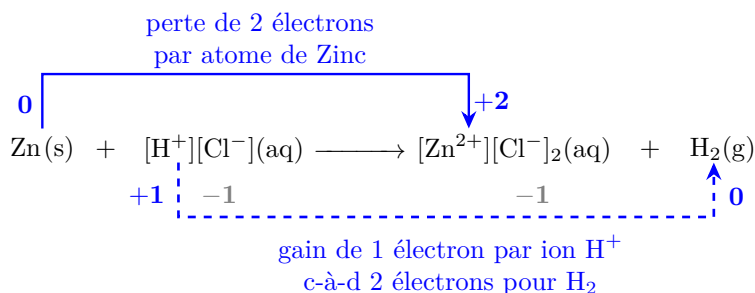 perte de 2 électrons
par atome de Zinc
0 +2
Zn(s) + [H⁺][Cl⁻](aq) ⟶ [Zn²⁺][Cl⁻]₂(aq) + H₂(g)
+1 −1 −1 0
gain de 1 électron par ion H⁺
c-à-d 2 électrons pour H₂